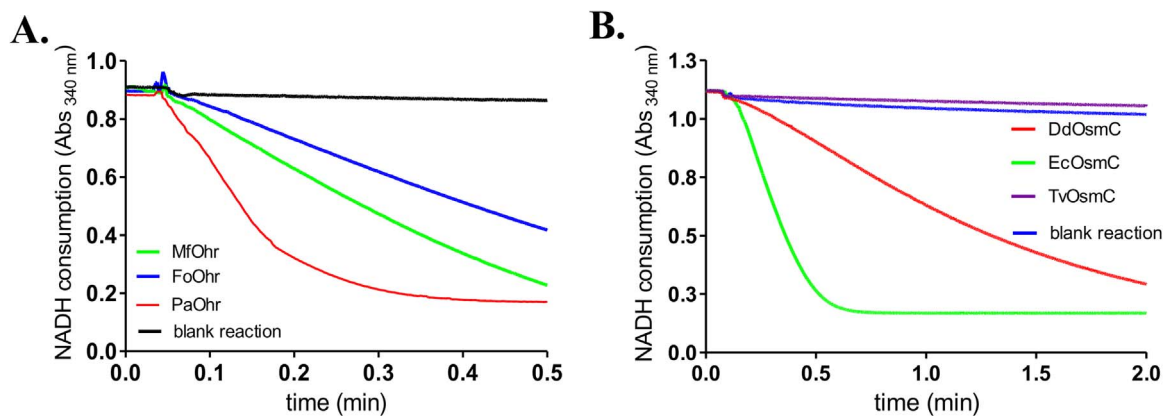 A.
NADH consumption (Abs 340 nm)
1.0
0.8
0.6
0.4
0.2
0.0
MfOhr
FoOhr
PaOhr
blank reaction
0.0 0.1 0.2 0.3 0.4 0.5
time (min)
B.
NADH consumption (Abs 340 nm)
1.3
1.0
0.8
0.5
0.3
0.0
DdOsmC
EcOsmC
TvOsmC
blank reaction
0.0 0.5 1.0 1.5 2.0
time (min)